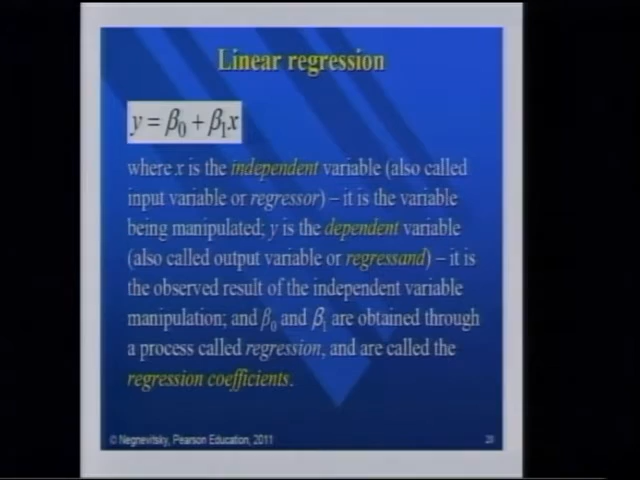 Linear regression
y = β₀ + β₁x
where x is the independent variable (also called
input variable or regressor) – it is the variable
being manipulated; y is the dependent variable
(also called output variable or regressand) – it is
the observed result of the independent variable
manipulation; and β₀ and β₁ are obtained through
a process called regression, and are called the
regression coefficients.
© Negnevitsky, Pearson Education, 2011
20